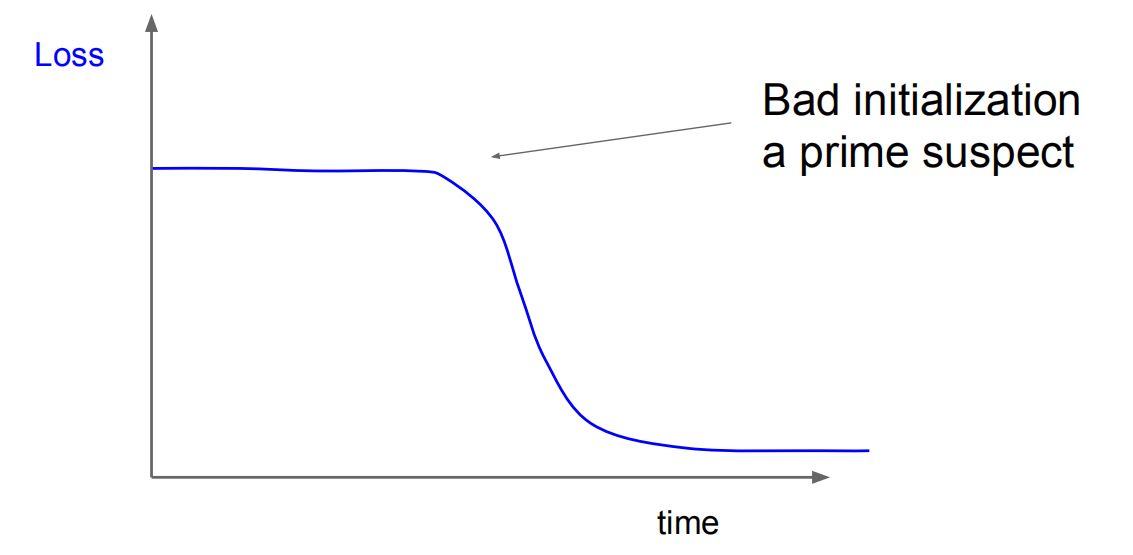 Loss
Bad initialization
a prime suspect
time